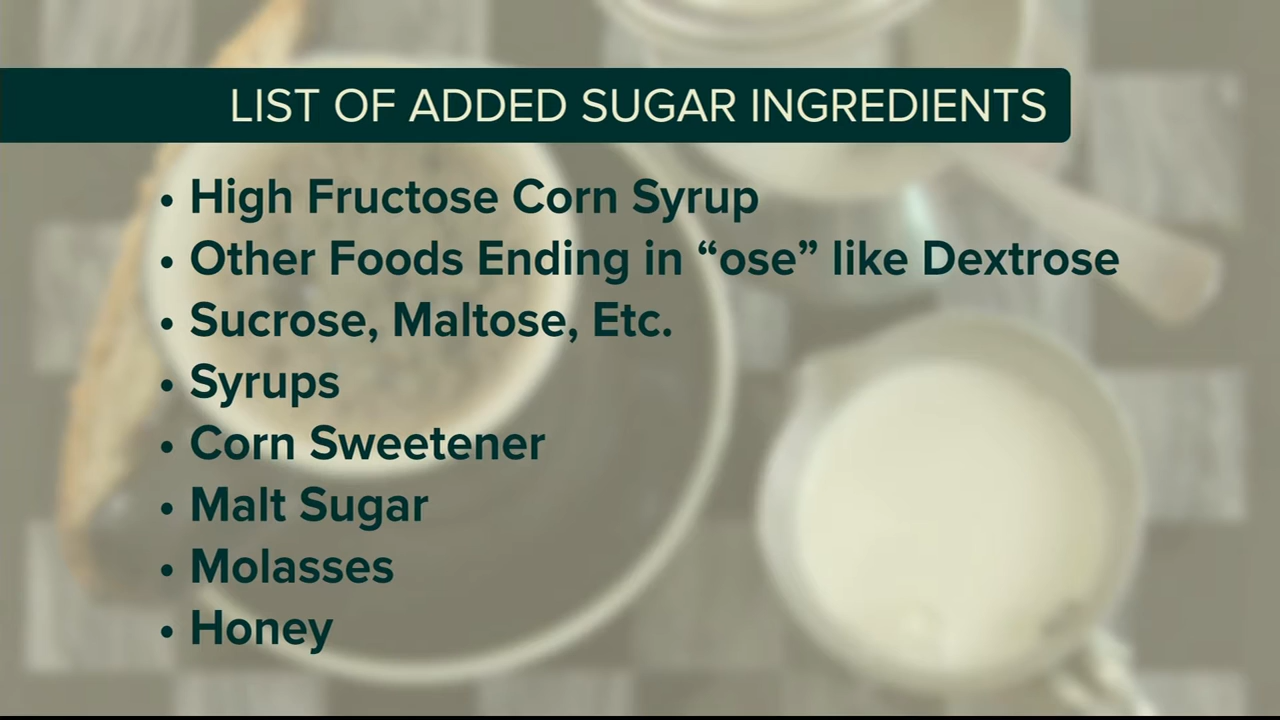 LIST OF ADDED SUGAR INGREDIENTS
• High Fructose Corn Syrup
• Other Foods Ending in “ose” like Dextrose
• Sucrose, Maltose, Etc.
• Syrups
• Corn Sweetener
• Malt Sugar
• Molasses
• Honey